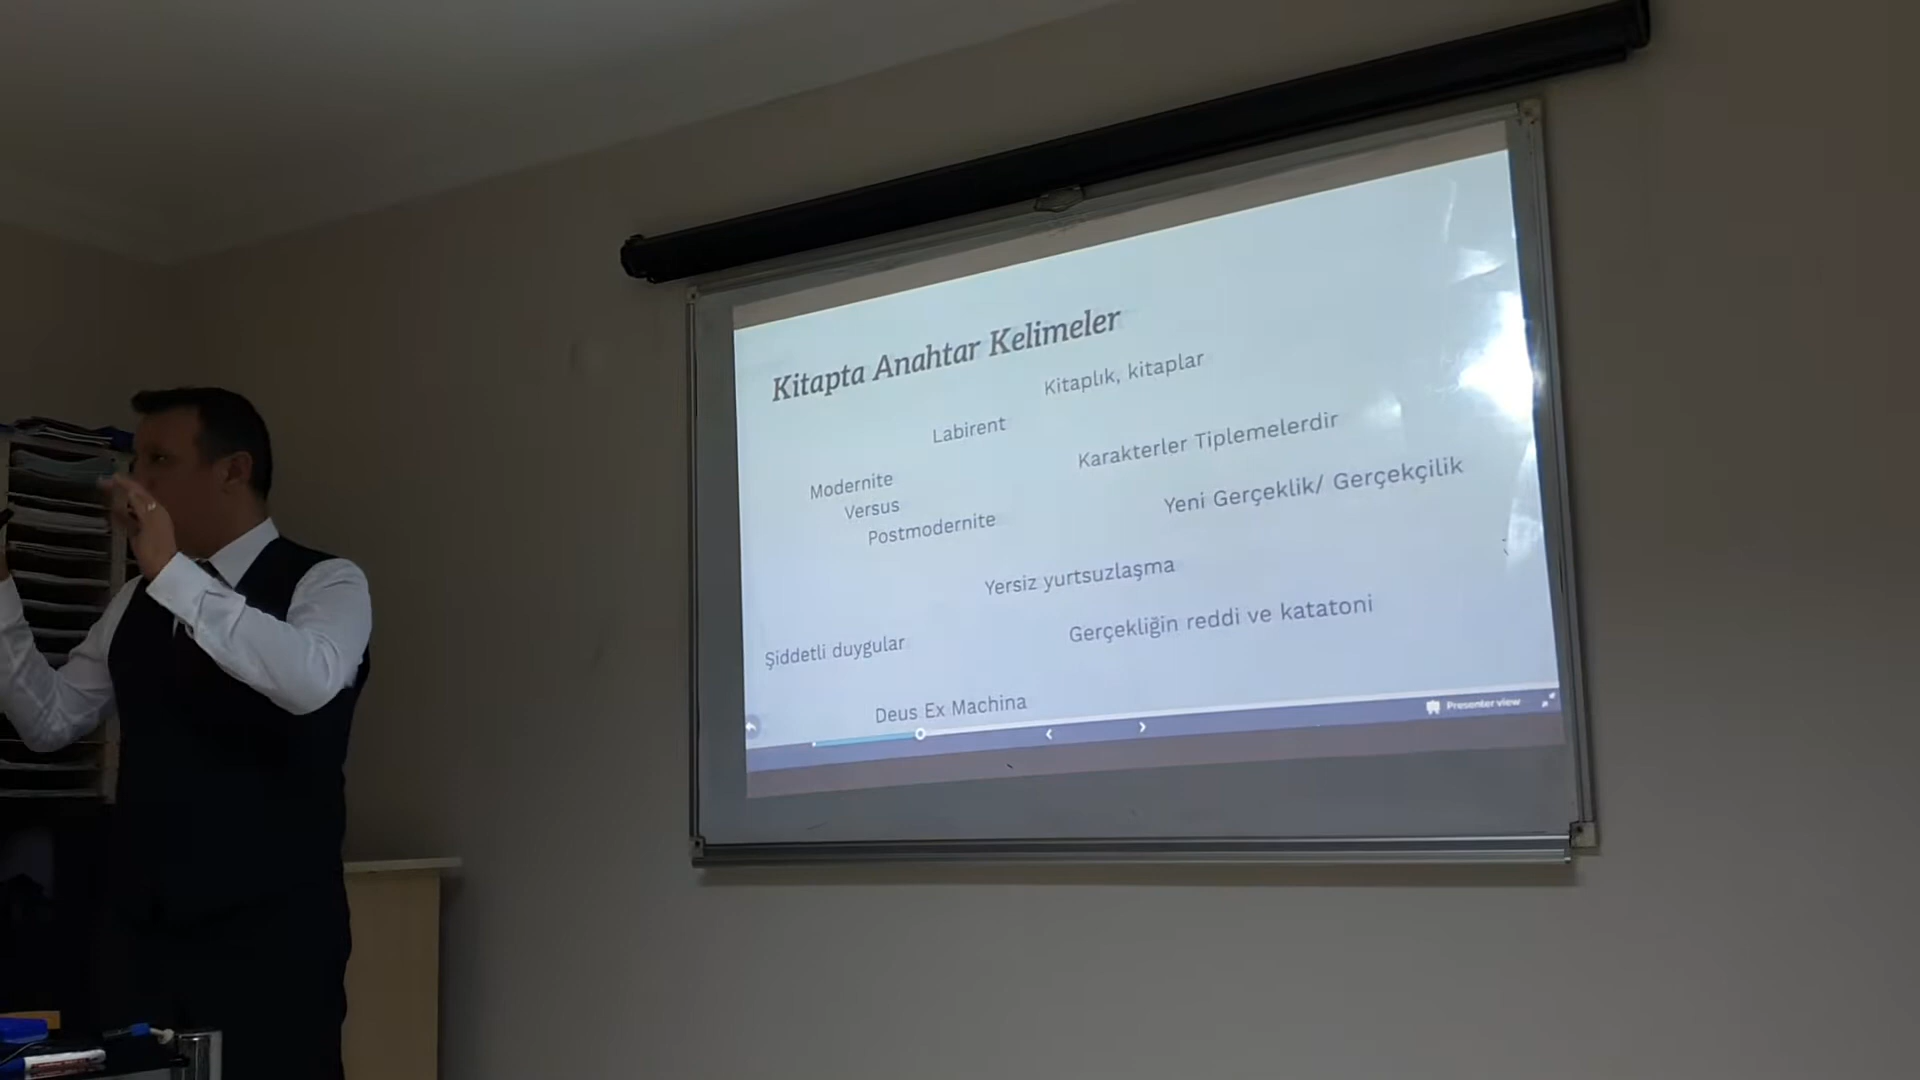 Kitapta Anahtar Kelimeler
Kitaplık, kitaplar
Labirent
Karakterler Tiplemelerdir
Modernite
Versus
Postmodernite
Yeni Gerçeklik/ Gerçekçilik
Yersiz yurtsuzlaşma
Gerçekliğin reddi ve katatoni
Şiddetli duygular
Deus Ex Machina
Presenter view